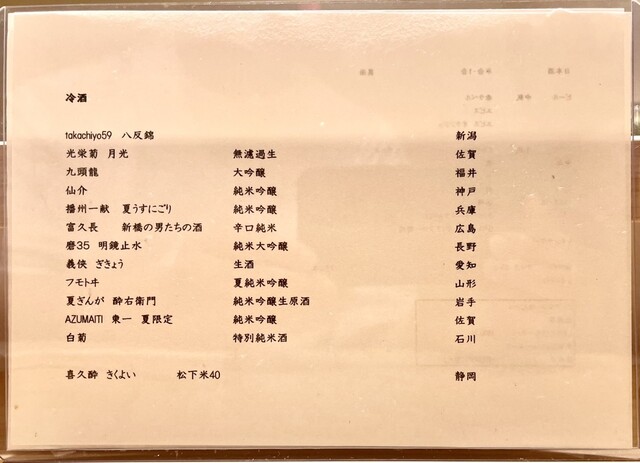 冷酒
takachiyo59 八反錦 新潟
光栄菊 月光 無濾過生 佐賀
九頭龍 大吟醸 福井
仙介 純米吟醸 神戸
播州一献 夏うすにごり 純米吟醸 兵庫
富久長 新橋の男たちの酒 辛口純米 広島
磨35 明鏡止水 純米大吟醸 長野
義侠 ぎきょう 生酒 愛知
フモトヰ 夏純米吟醸 山形
夏ぎんが 酔右衛門 純米吟醸生原酒 岩手
AZUMAITI 東一 夏限定 純米吟醸 佐賀
白菊 特別純米酒 石川
喜久酔 きくよい 松下米40 静岡